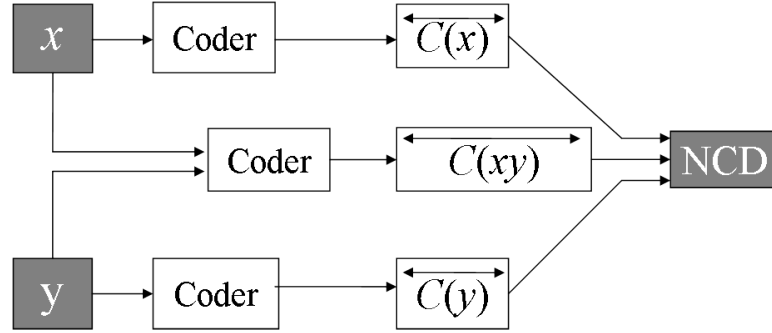 x
Coder
C(x)
Coder
C(xy)
NCD
y
Coder
C(y)